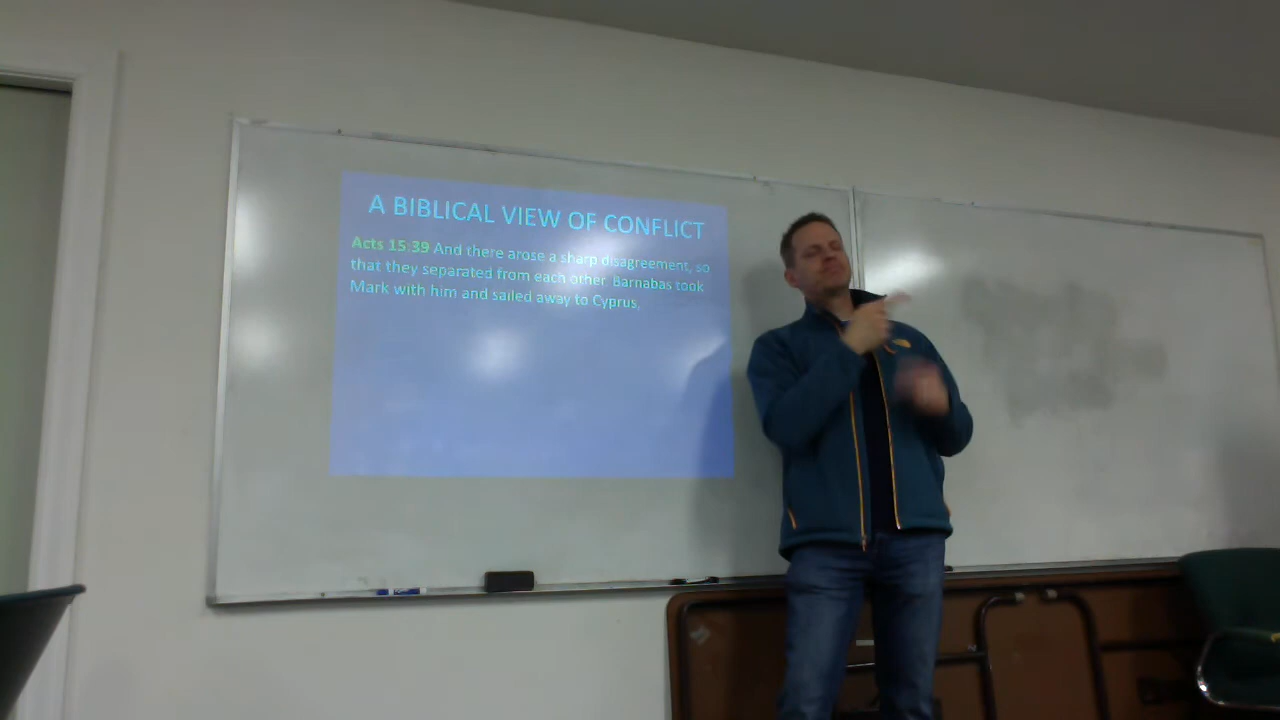 A BIBLICAL VIEW OF CONFLICT
Acts 15:39 And there arose a sharp disagreement, so
that they separated from each other. Barnabas took
Mark with him and sailed away to Cyprus,